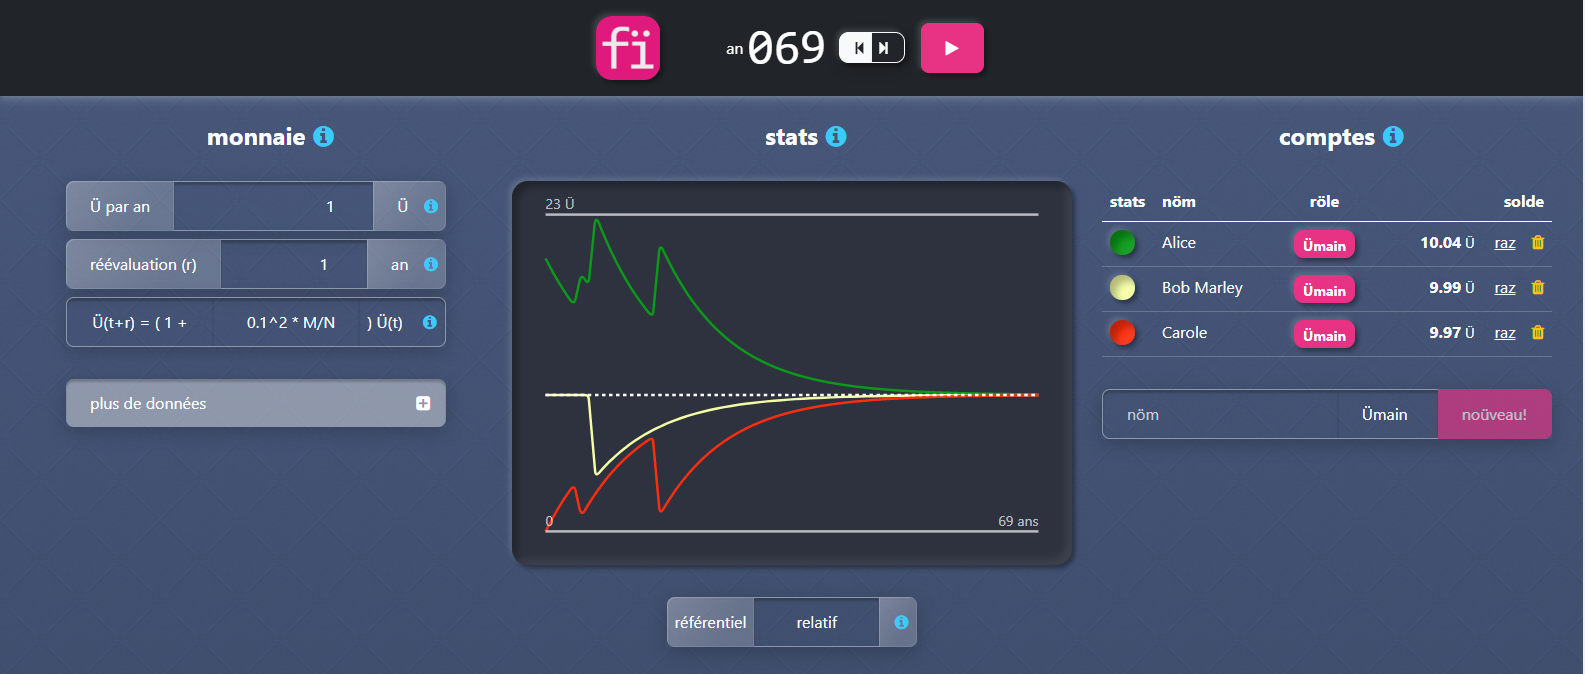 fï
an 069
monnaie
stats
comptes
Ü par an 1 Ü
réévaluation (r) 1 an
Ü(t+r) = ( 1 + 0.1^2 * M/N ) Ü(t)
plus de données
23 Ü
0
69 ans
référentiel relatif
stats nöm röle solde
Alice Ümain 10.04 Ü raz
Bob Marley Ümain 9.99 Ü raz
Carole Ümain 9.97 Ü raz
nöm Ümain noüveau!